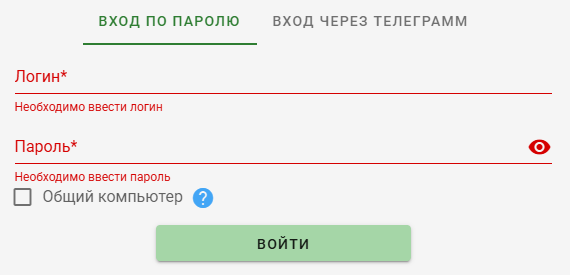 ВХОД ПО ПАРОЛЮ ВХОД ЧЕРЕЗ ТЕЛЕГРАММ
Логин*
Необходимо ввести логин
Пароль*
Необходимо ввести пароль
Общий компьютер ?
ВОЙТИ